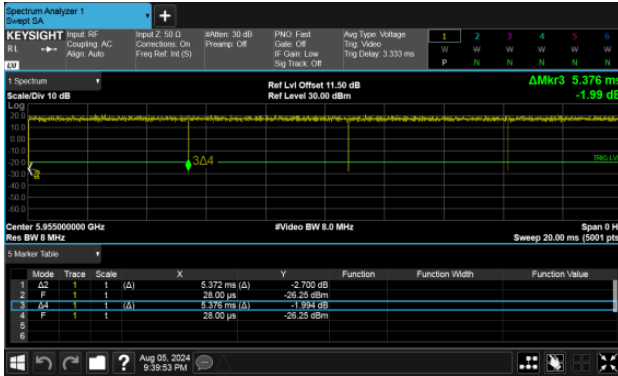 Spectrum Analyzer 1
Swept SA
KEYSIGHT Input: RF Input Z: 50 Ω #Atten: 30 dB PNO: Fast Avg Type: Voltage 1 2 3 4 5 6
RL Coupling: AC Corrections: On Preamp: Off Gate: Off Trig: Video W W W W W W
Align: Auto Freq Ref: Int (S) IF Gain: Low Trig Delay: 3.333 ms P N N N N N
LXI Sig Track: Off
1 Spectrum Ref Lvl Offset 11.50 dB ΔMkr3 5.376 ms
Scale/Div 10 dB Ref Level 30.00 dBm -1.99 dB
Log
20.0
10.0
0.00
-10.0
-20.0 3Δ4 TRIG LVL
-30.0
-40.0
-50.0
-60.0
Center 5.955000000 GHz #Video BW 8.0 MHz Span 0 H
Res BW 8 MHz Sweep 20.00 ms (5001 pts
5 Marker Table
Mode Trace Scale X Y Function Function Width Function Value
1 Δ2 1 t (Δ) 5.372 ms (Δ) -2.700 dB
2 F 1 t 28.00 µs -26.25 dBm
3 Δ4 1 t (Δ) 5.376 ms (Δ) -1.994 dB
4 F 1 t 28.00 µs -26.25 dBm
5
6
? Aug 05, 2024
9:39:53 PM